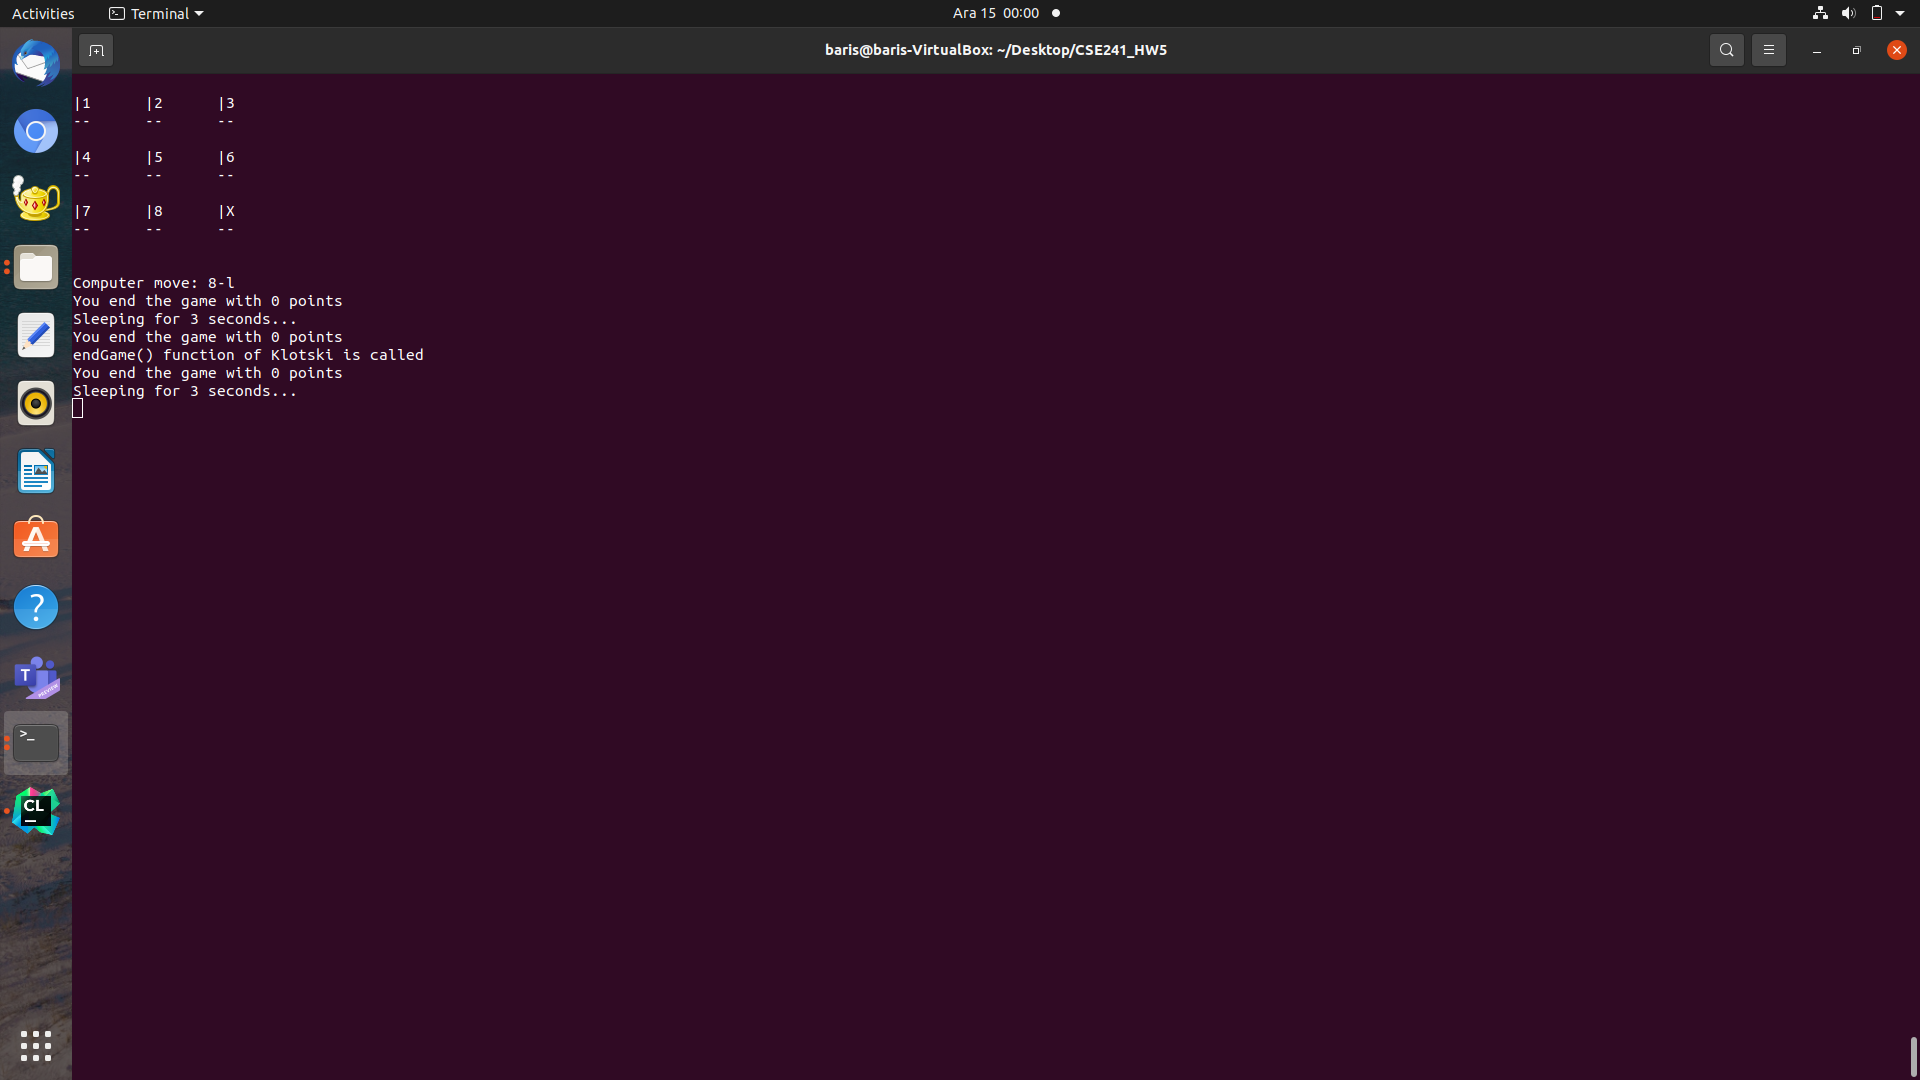 Activities Terminal Ara 15 00:00
baris@baris-VirtualBox: ~/Desktop/CSE241_HW5
|1 |2 |3
-- -- --
|4 |5 |6
-- -- --
|7 |8 |X
-- -- --
Computer move: 8-l
You end the game with 0 points
Sleeping for 3 seconds...
You end the game with 0 points
endGame() function of Klotski is called
You end the game with 0 points
Sleeping for 3 seconds...
A
?
T
PREVIEW
>_
CL